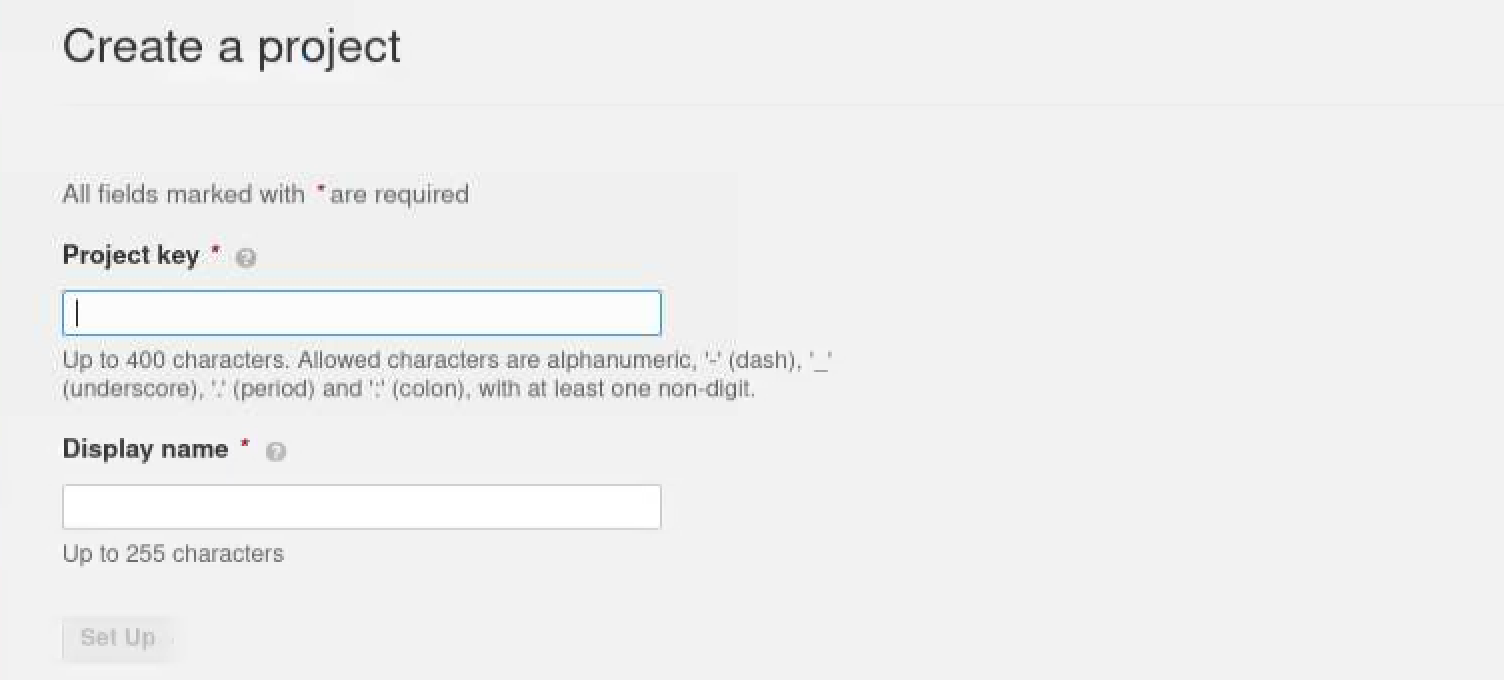 Create a project
All fields marked with * are required
Project key *
Up to 400 characters. Allowed characters are alphanumeric, '-' (dash), '_'
(underscore), '.' (period) and ':' (colon), with at least one non-digit.
Display name *
Up to 255 characters
Set Up